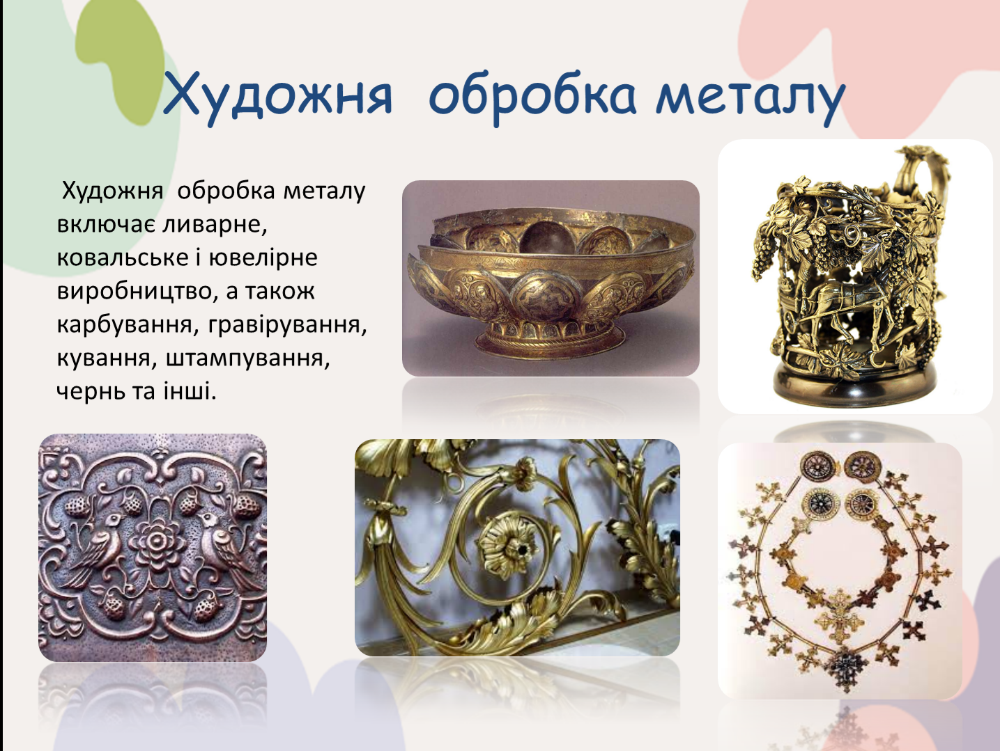 Художня обробка металу
Художня обробка металу
включає ливарне,
ковальське і ювелірне
виробництво, а також
карбування, гравірування,
кування, штампування,
чернь та інші.